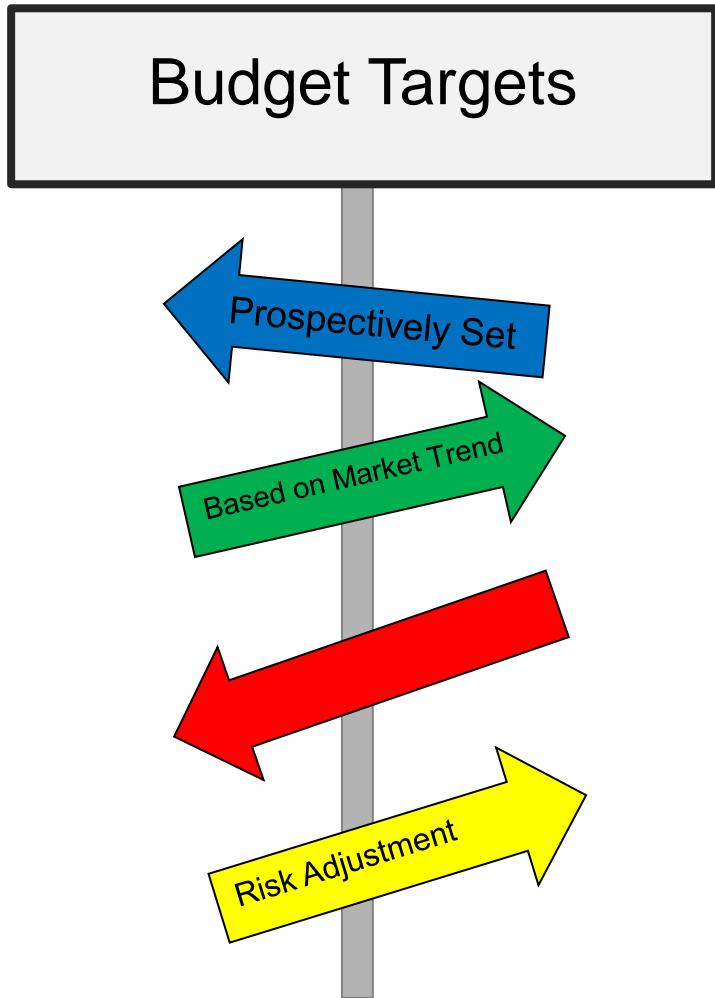 Budget Targets
Prospectively Set
Based on Market Trend
Risk Adjustment